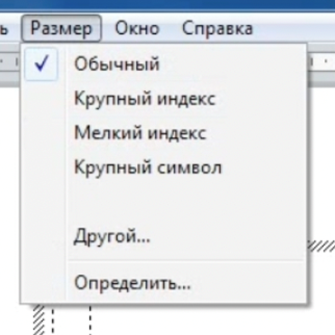 ь Размер Окно Справка
Обычный
Крупный индекс
Мелкий индекс
Крупный символ
Другой...
Определить...